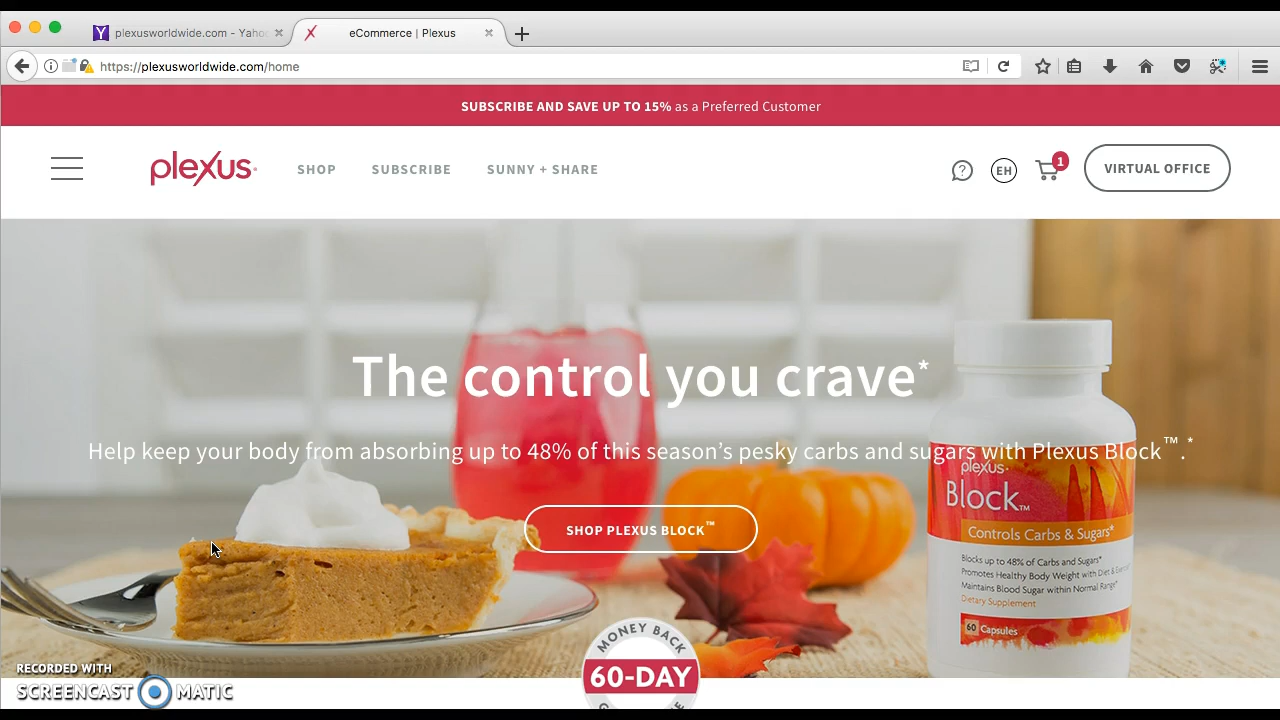 plexusworldwide.com - Yahoo
eCommerce | Plexus
https://plexusworldwide.com/home
SUBSCRIBE AND SAVE UP TO 15% as a Preferred Customer
plexus
SHOP
SUBSCRIBE
SUNNY + SHARE
EH
1
VIRTUAL OFFICE
The control you crave*
Help keep your body from absorbing up to 48% of this season’s pesky carbs and sugars with Plexus Block™.*
SHOP PLEXUS BLOCK™
plexus
Block™
Controls Carbs & Sugars*
Blocks up to 48% of Carbs and Sugars*
Promotes Healthy Body Weight with Diet &
Maintains Blood Sugar within Normal Range*
Dietary Supplement
60 Capsules
MONEY BACK
60-DAY
RECORDED WITH
SCREENCAST MATIC